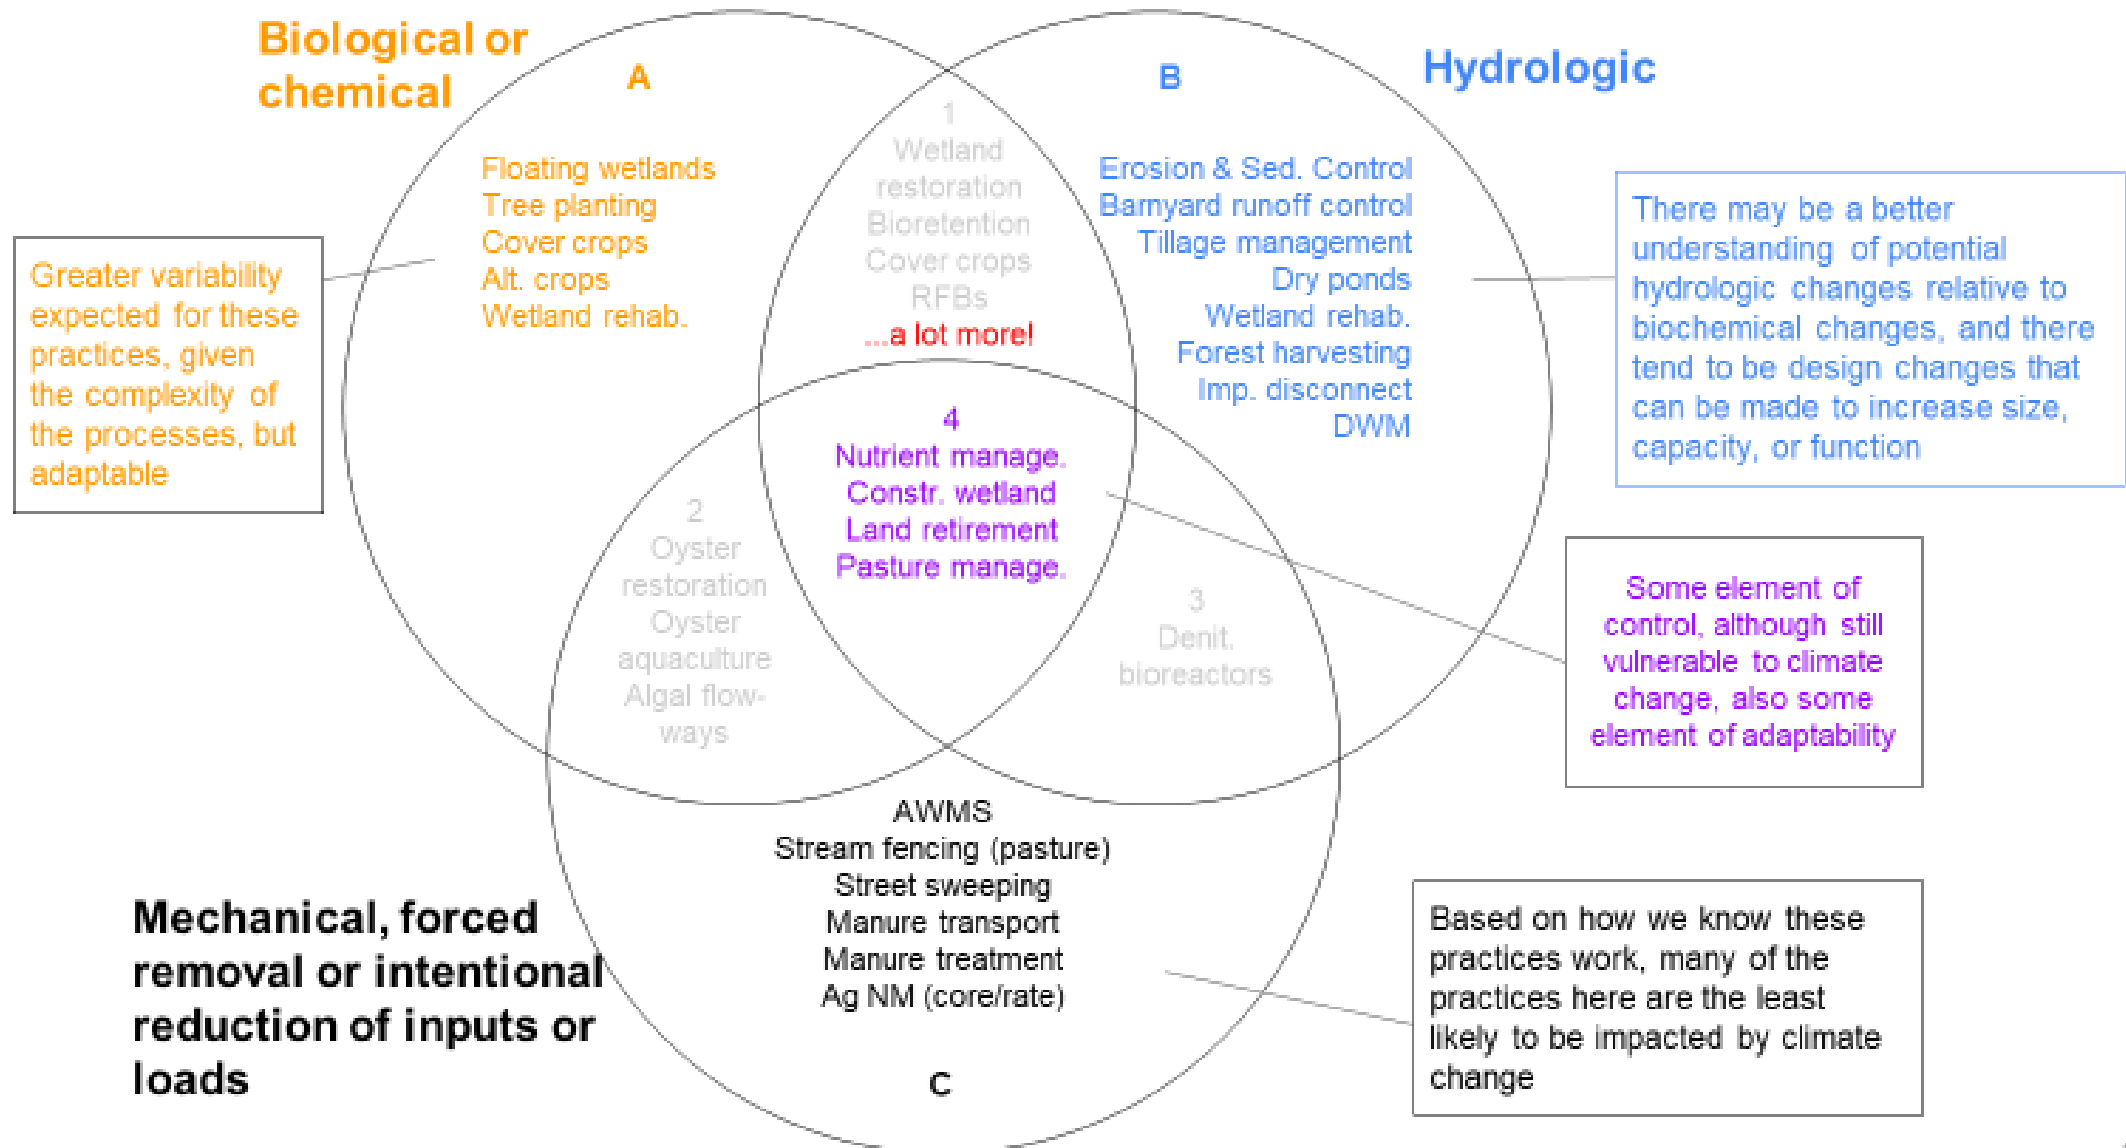 Biological or
chemical
A
Floating wetlands
Tree planting
Cover crops
Alt. crops
Wetland rehab.
Greater variability
expected for these
practices, given
the complexity of
the processes, but
adaptable
1
Wetland
restoration
Bioretention
Cover crops
RFBs
...a lot more!
B
Hydrologic
Erosion & Sed. Control
Barnyard runoff control
Tillage management
Dry ponds
Wetland rehab.
Forest harvesting
Imp. disconnect
DWM
There may be a better
understanding of potential
hydrologic changes relative to
biochemical changes, and there
tend to be design changes that
can be made to increase size,
capacity, or function
4
Nutrient manage.
Constr. wetland
Land retirement
Pasture manage.
2
Oyster
restoration
Oyster
aquaculture
Algal flow-
ways
3
Denit.
bioreactors
Some element of
control, although still
vulnerable to climate
change, also some
element of adaptability
AWMS
Stream fencing (pasture)
Street sweeping
Manure transport
Manure treatment
Ag NM (core/rate)
C
Mechanical, forced
removal or intentional
reduction of inputs or
loads
Based on how we know these
practices work, many of the
practices here are the least
likely to be impacted by climate
change